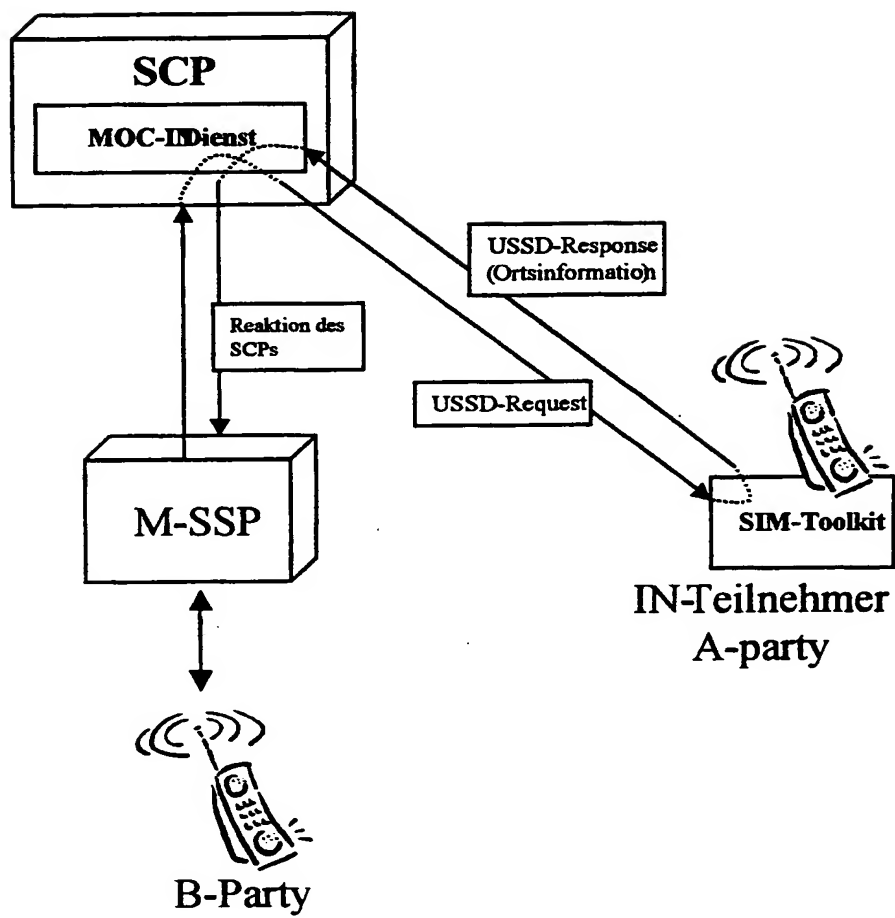 SCP
MOC-INDienst
USSD-Response
(Ortsinformation)
Reaktion des
SCPs
USSD-Request
M-SSP
SIM-Toolkit
IN-Teilnehmer
A-party
B-Party